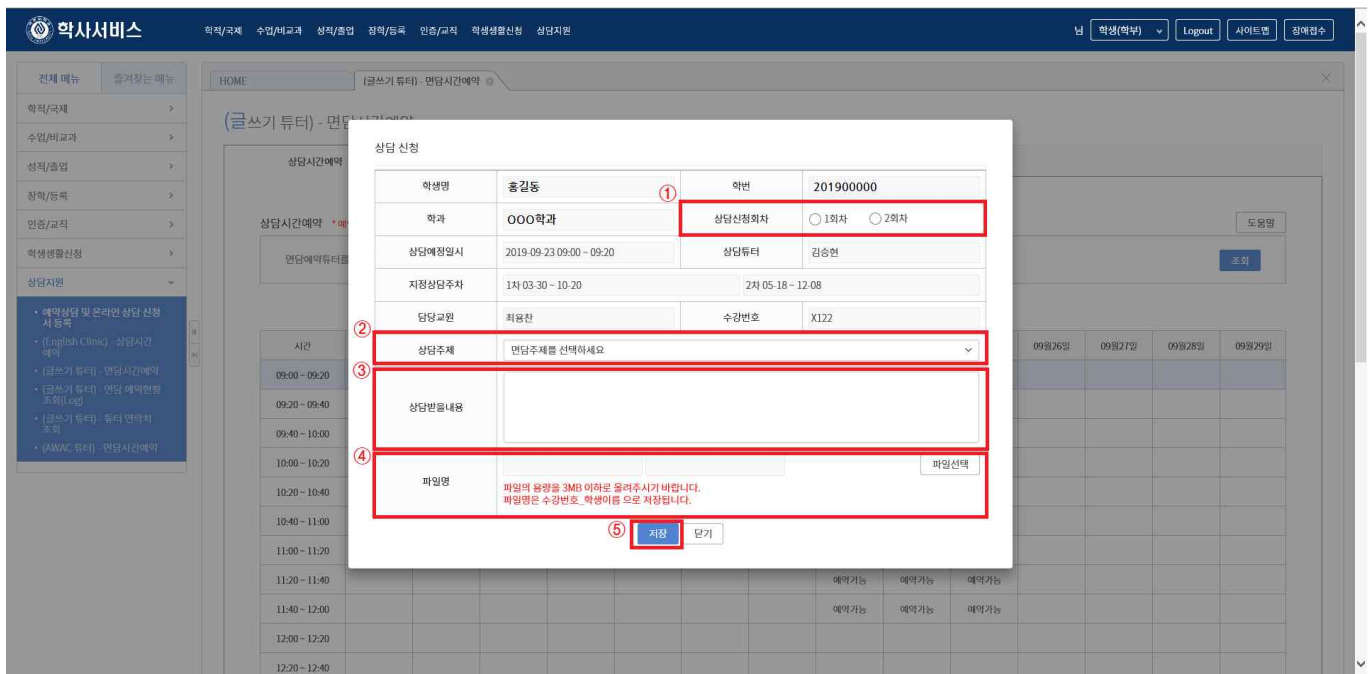 학사서비스
학적/국제 수업/비교과 성적/졸업 장학/등록 인증/교직 학생생활신청 상담지원
님 학생(학부) Logout 사이트맵 장애접수
전체 메뉴 즐겨찾는 메뉴
HOME (글쓰기 튜터) - 면담시간예약
학적/국제
수업/비교과
성적/졸업
장학/등록
인증/교직
학생생활신청
상담지원
• 예약상담 및 온라인 상담 신청
서 등록
• (English Clinic) - 상담시간
예약
• (글쓰기 튜터) - 면담시간예약
• (글쓰기 튜터) - 면담 예약현황
조회(Log)
• (글쓰기 튜터) - 튜터 연락처
조회
• (AWAC 튜터) - 면담시간예약
(글쓰기 튜터) - 면담시간예약
상담시간예약
상담시간예약 * 예
도움말
면담예약튜터를
조회
상담 신청
학생명 홍길동 학번 201900000
①
학과 OOO학과 상담신청회차 1회차 2회차
상담예정일시 2019-09-23 09:00 ~ 09:20 상담튜터 김승현
지정상담주차 1차 03-30 ~ 10-20 2차 05-18 ~ 12-08
담당교원 최용찬 수강번호 X122
②
상담주제 면담주제를 선택하세요
③
상담받을내용
④
파일명 파일선택
파일의 용량을 3MB 이하로 올려주시기 바랍니다.
파일명은 수강번호_학생이름 으로 저장됩니다.
⑤ 저장 닫기
시간 09월26일 09월27일 09월28일 09월29일
09:00 ~ 09:20
09:20 ~ 09:40
09:40 ~ 10:00
10:00 ~ 10:20
10:20 ~ 10:40
10:40 ~ 11:00
11:00 ~ 11:20
11:20 ~ 11:40 예약가능 예약가능 예약가능
11:40 ~ 12:00 예약가능 예약가능 예약가능
12:00 ~ 12:20
12:20 ~ 12:40